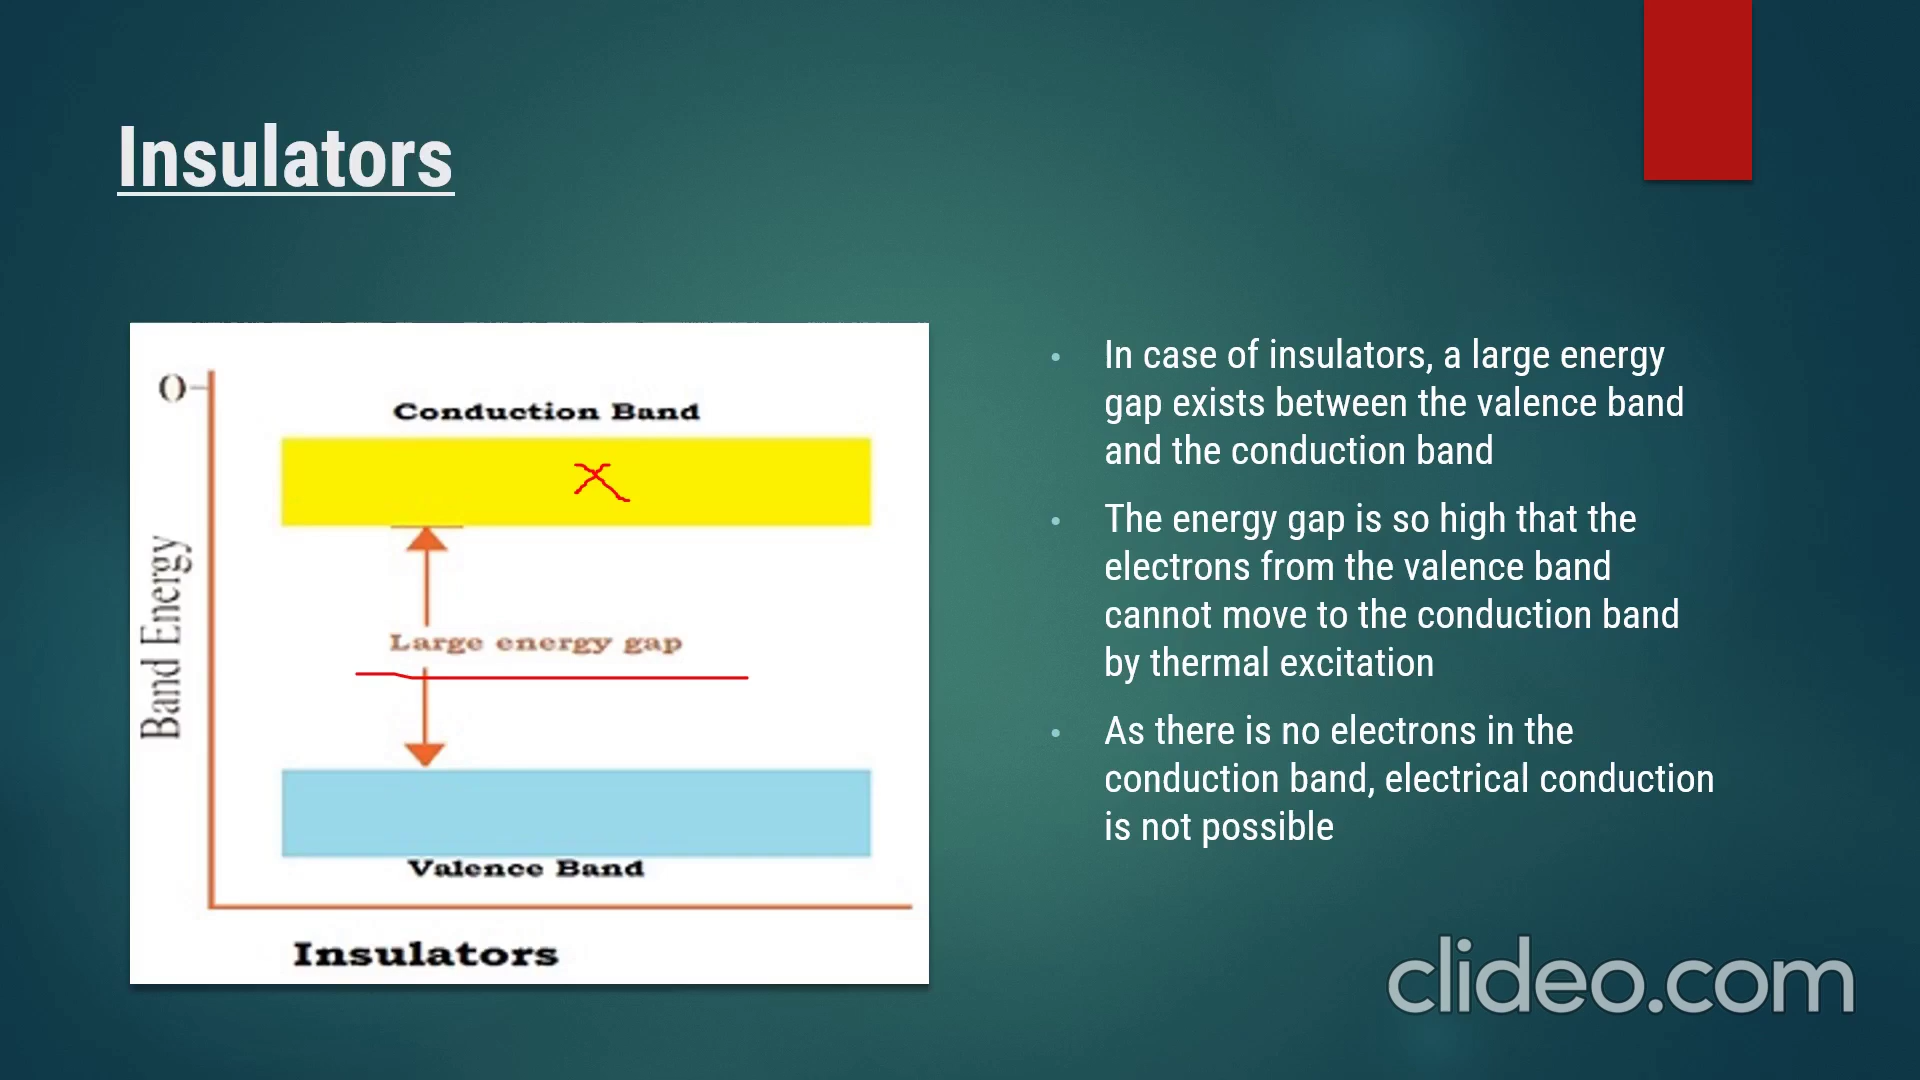 Insulators
0
Conduction Band
Large energy gap
Band Energy
Valence Band
Insulators
In case of insulators, a large energy
gap exists between the valence band
and the conduction band
The energy gap is so high that the
electrons from the valence band
cannot move to the conduction band
by thermal excitation
As there is no electrons in the
conduction band, electrical conduction
is not possible
clideo.com